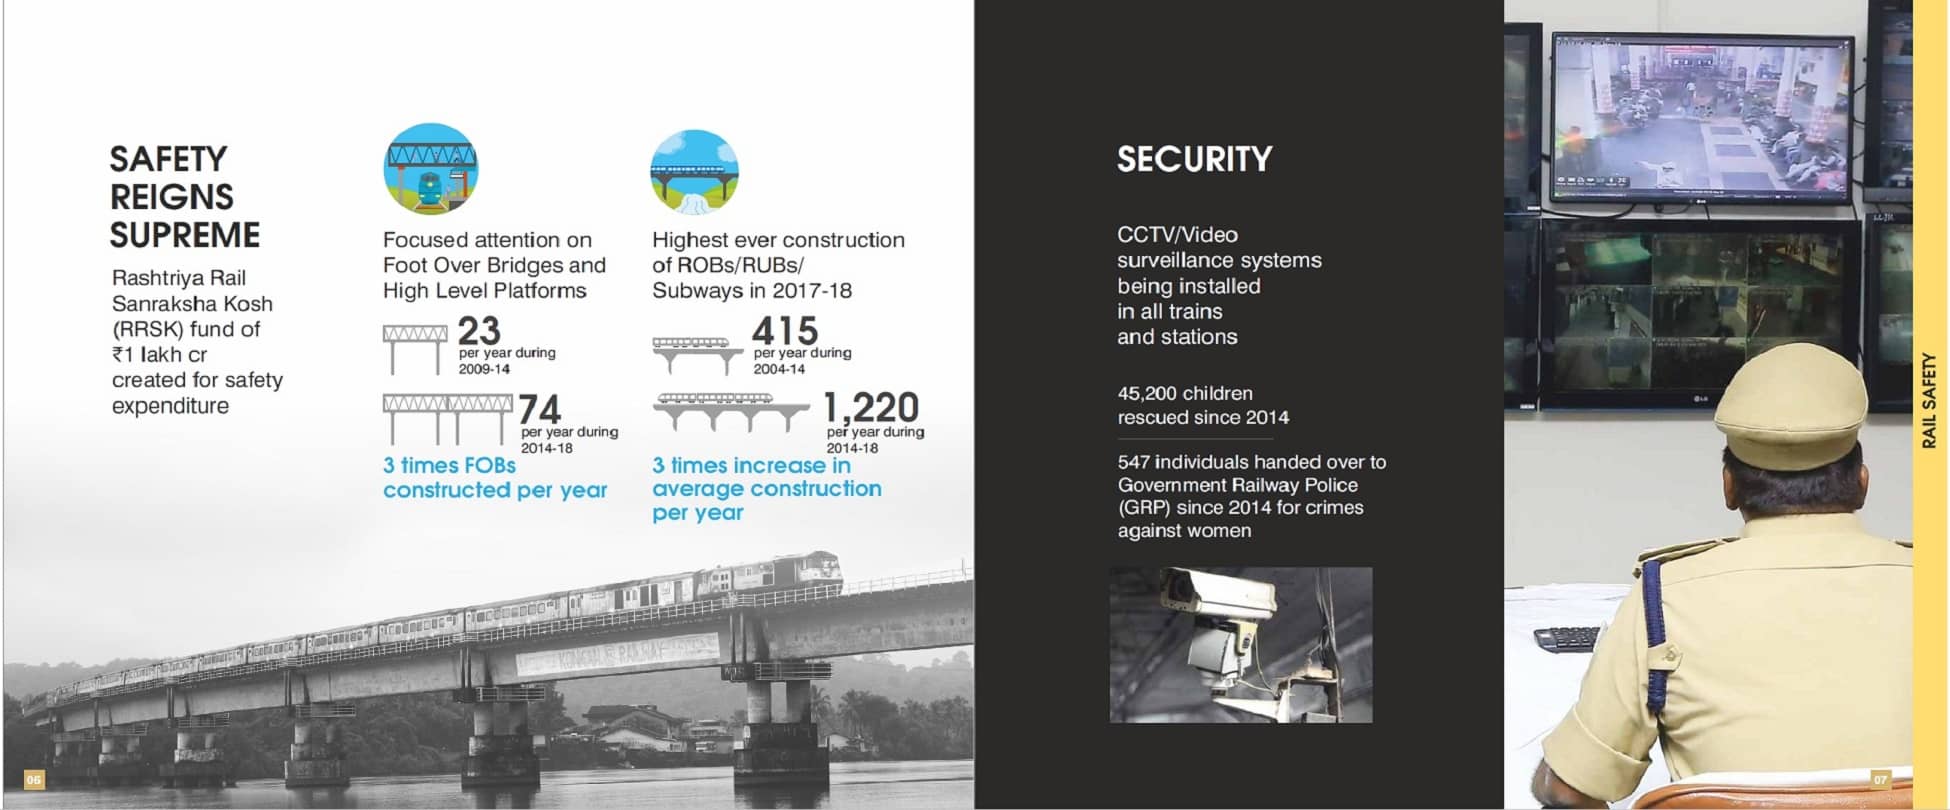 SAFETY
REIGNS
SUPREME
Rashtriya Rail
Sanraksha Kosh
(RRSK) fund of
₹1 lakh cr
created for safety
expenditure
Focused attention on
Foot Over Bridges and
High Level Platforms
23
per year during
2009-14
74
per year during
2014-18
3 times FOBs
constructed per year
Highest ever construction
of ROBs/RUBs/
Subways in 2017-18
415
per year during
2004-14
1,220
per year during
2014-18
3 times increase in
average construction
per year
06
SECURITY
CCTV/Video
surveillance systems
being installed
in all trains
and stations
45,200 children
rescued since 2014
547 individuals handed over to
Government Railway Police
(GRP) since 2014 for crimes
against women
LG
LG
RAIL SAFETY
07